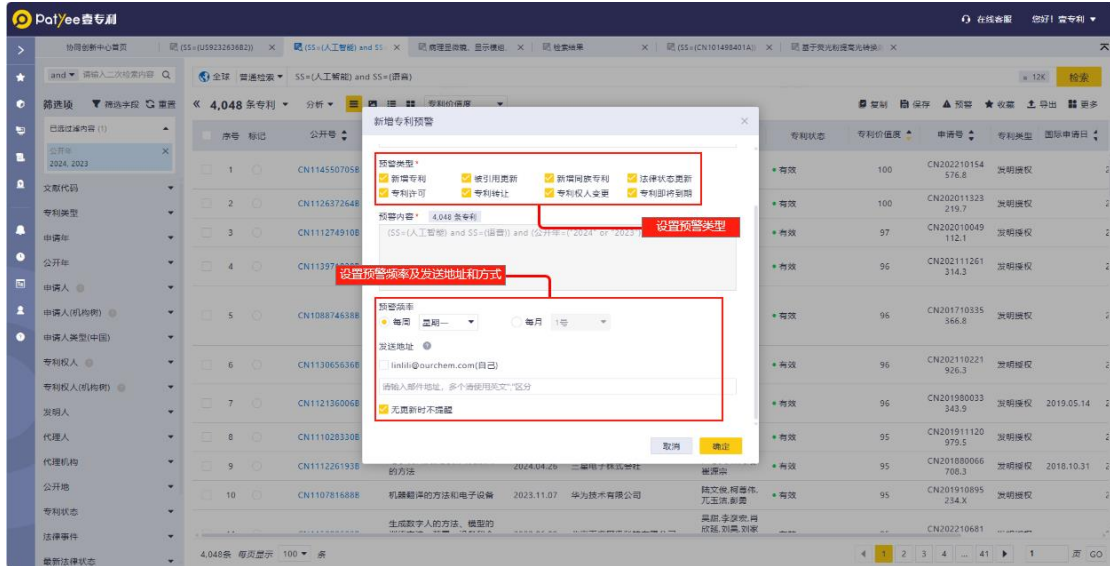 Patyee壹专利
在线客服 您好! 壹专利
协同创新中心首页 (SS=(US9232636B2)) × (SS=(人工智能) and SS- × 检索结果 × (SS=(CN101498401A)) × 基于荧光粉提亮光转换 ×
and 请输入二次检索内容 全球 普通检索 SS=(人工智能) and SS=(语音) 检索
筛选项 筛选字段 重置 4,048 条专利 分析 专利价值度 复制 保存 预警 收藏 导出 更多
新增专利预警 ×
已选过滤内容 (1)
序号 标记 公开号 专利状态 专利价值度 申请号 专利类型 国际申请日
公开年 ×
2024, 2023
预警类型*
新增专利 被引用更新 新增同族专利 法律状态更新
专利许可 专利转让 专利权人变更 专利即将到期
1 CN114550705B 有效 100 CN202210154576.8 发明授权
文献代码
专利类型
2 CN112637264B 有效 100 CN202011323219.7 发明授权
预警内容* 4,048 条专利
设置预警类型
(SS=(人工智能) and SS=(语音)) and (公开年=("2024" or "2023"))
申请年
3 CN111274910B 有效 97 CN202010049112.1 发明授权
公开年
4 有效 96 CN202111261314.3 发明授权
设置预警频率及发送地址和方式
申请人
申请人(机构树)
预警频率
每周 星期一 每月 1号
5 CN108874638B 有效 96 CN201710335366.8 发明授权
申请人类型(中国)
发送地址
专利权人
linlili@ourchem.com(自己)
6 CN113065636B 有效 96 CN202110221926.3 发明授权
专利权人(机构树)
请输入邮件地址，多个请使用英文","区分
发明人
无更新时不提醒
7 CN112136006B 有效 96 CN201980033343.9 发明授权 2019.05.14
代理人
8 CN111028330B 有效 95 CN201911120979.5 发明授权
取消 确定
代理机构
9 CN111226193B 的方法 2024.04.26 三星电子株式会社 崔源宗 有效 95 CN201880066708.3 发明授权 2018.10.31
公开地
10 CN110781688B 机器翻译的方法和电子设备 2023.11.07 华为技术有限公司 有效 95 CN201910895234.X 发明授权
专利状态
生成数字人的方法、模型的 CN202210681
法律事件
最新法律状态
4,048条 每页显示 100 条 1 2 3 4 ... 41 1 页 GO